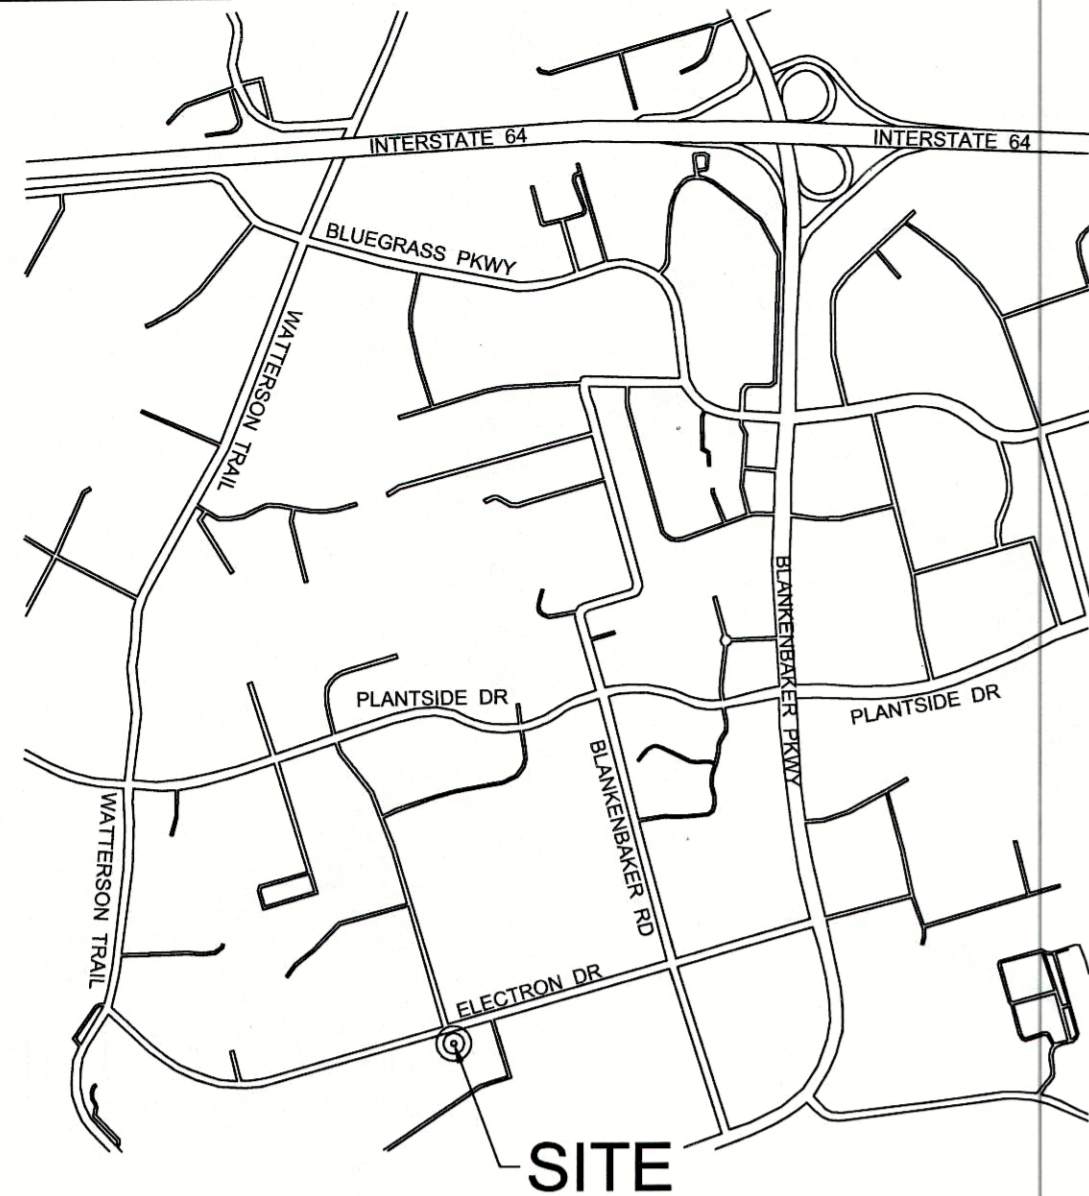 INTERSTATE 64
INTERSTATE 64
BLUEGRASS PKWY
WATTERSON TRAIL
BLANKENBAKER PKWY
PLANTSIDE DR
PLANTSIDE DR
BLANKENBAKER RD
WATTERSON TRAIL
ELECTRON DR
SITE